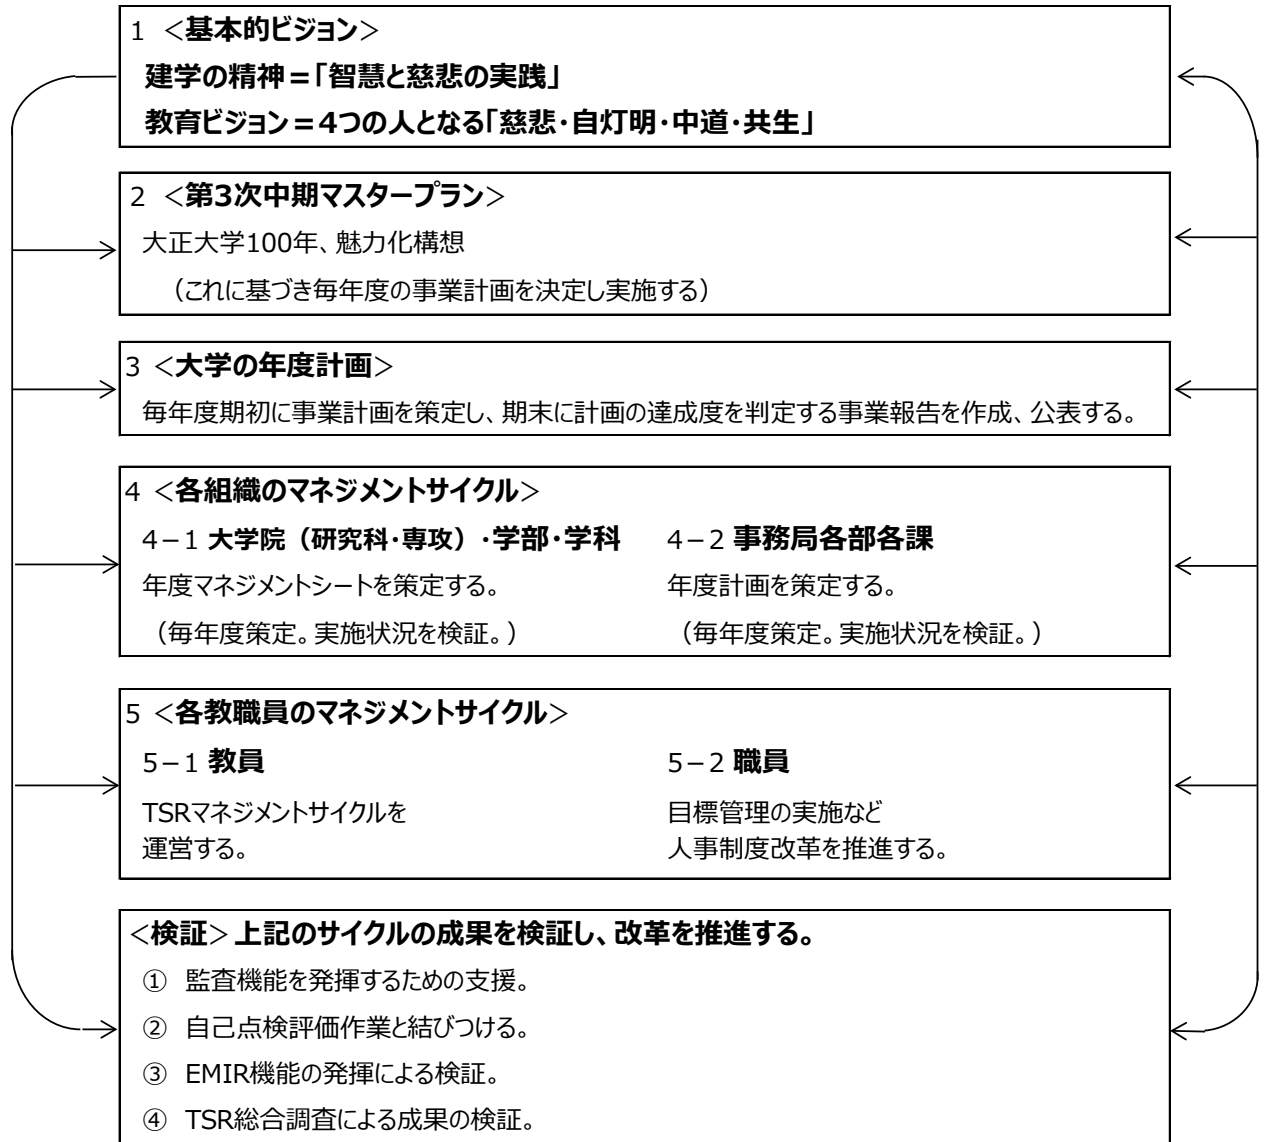 1 <基本的ビジョン>
建学の精神=「智慧と慈悲の実践」
教育ビジョン=4つの人となる「慈悲・自灯明・中道・共生」
2 <第3次中期マスタープラン>
大正大学100年、魅力化構想
(これに基づき毎年度の事業計画を決定し実施する)
3 <大学の年度計画>
毎年度期初に事業計画を策定し、期末に計画の達成度を判定する事業報告を作成、公表する。
4 <各組織のマネジメントサイクル>
4-1 大学院(研究科・専攻)・学部・学科 4-2 事務局各部各課
年度マネジメントシートを策定する。 年度計画を策定する。
(毎年度策定。実施状況を検証。) (毎年度策定。実施状況を検証。)
5 <各教職員のマネジメントサイクル>
5-1 教員 5-2 職員
TSRマネジメントサイクルを 目標管理の実施など
運営する。 人事制度改革を推進する。
<検証> 上記のサイクルの成果を検証し、改革を推進する。
① 監査機能を発揮するための支援。
② 自己点検評価作業と結びつける。
③ EMIR機能の発揮による検証。
④ TSR総合調査による成果の検証。